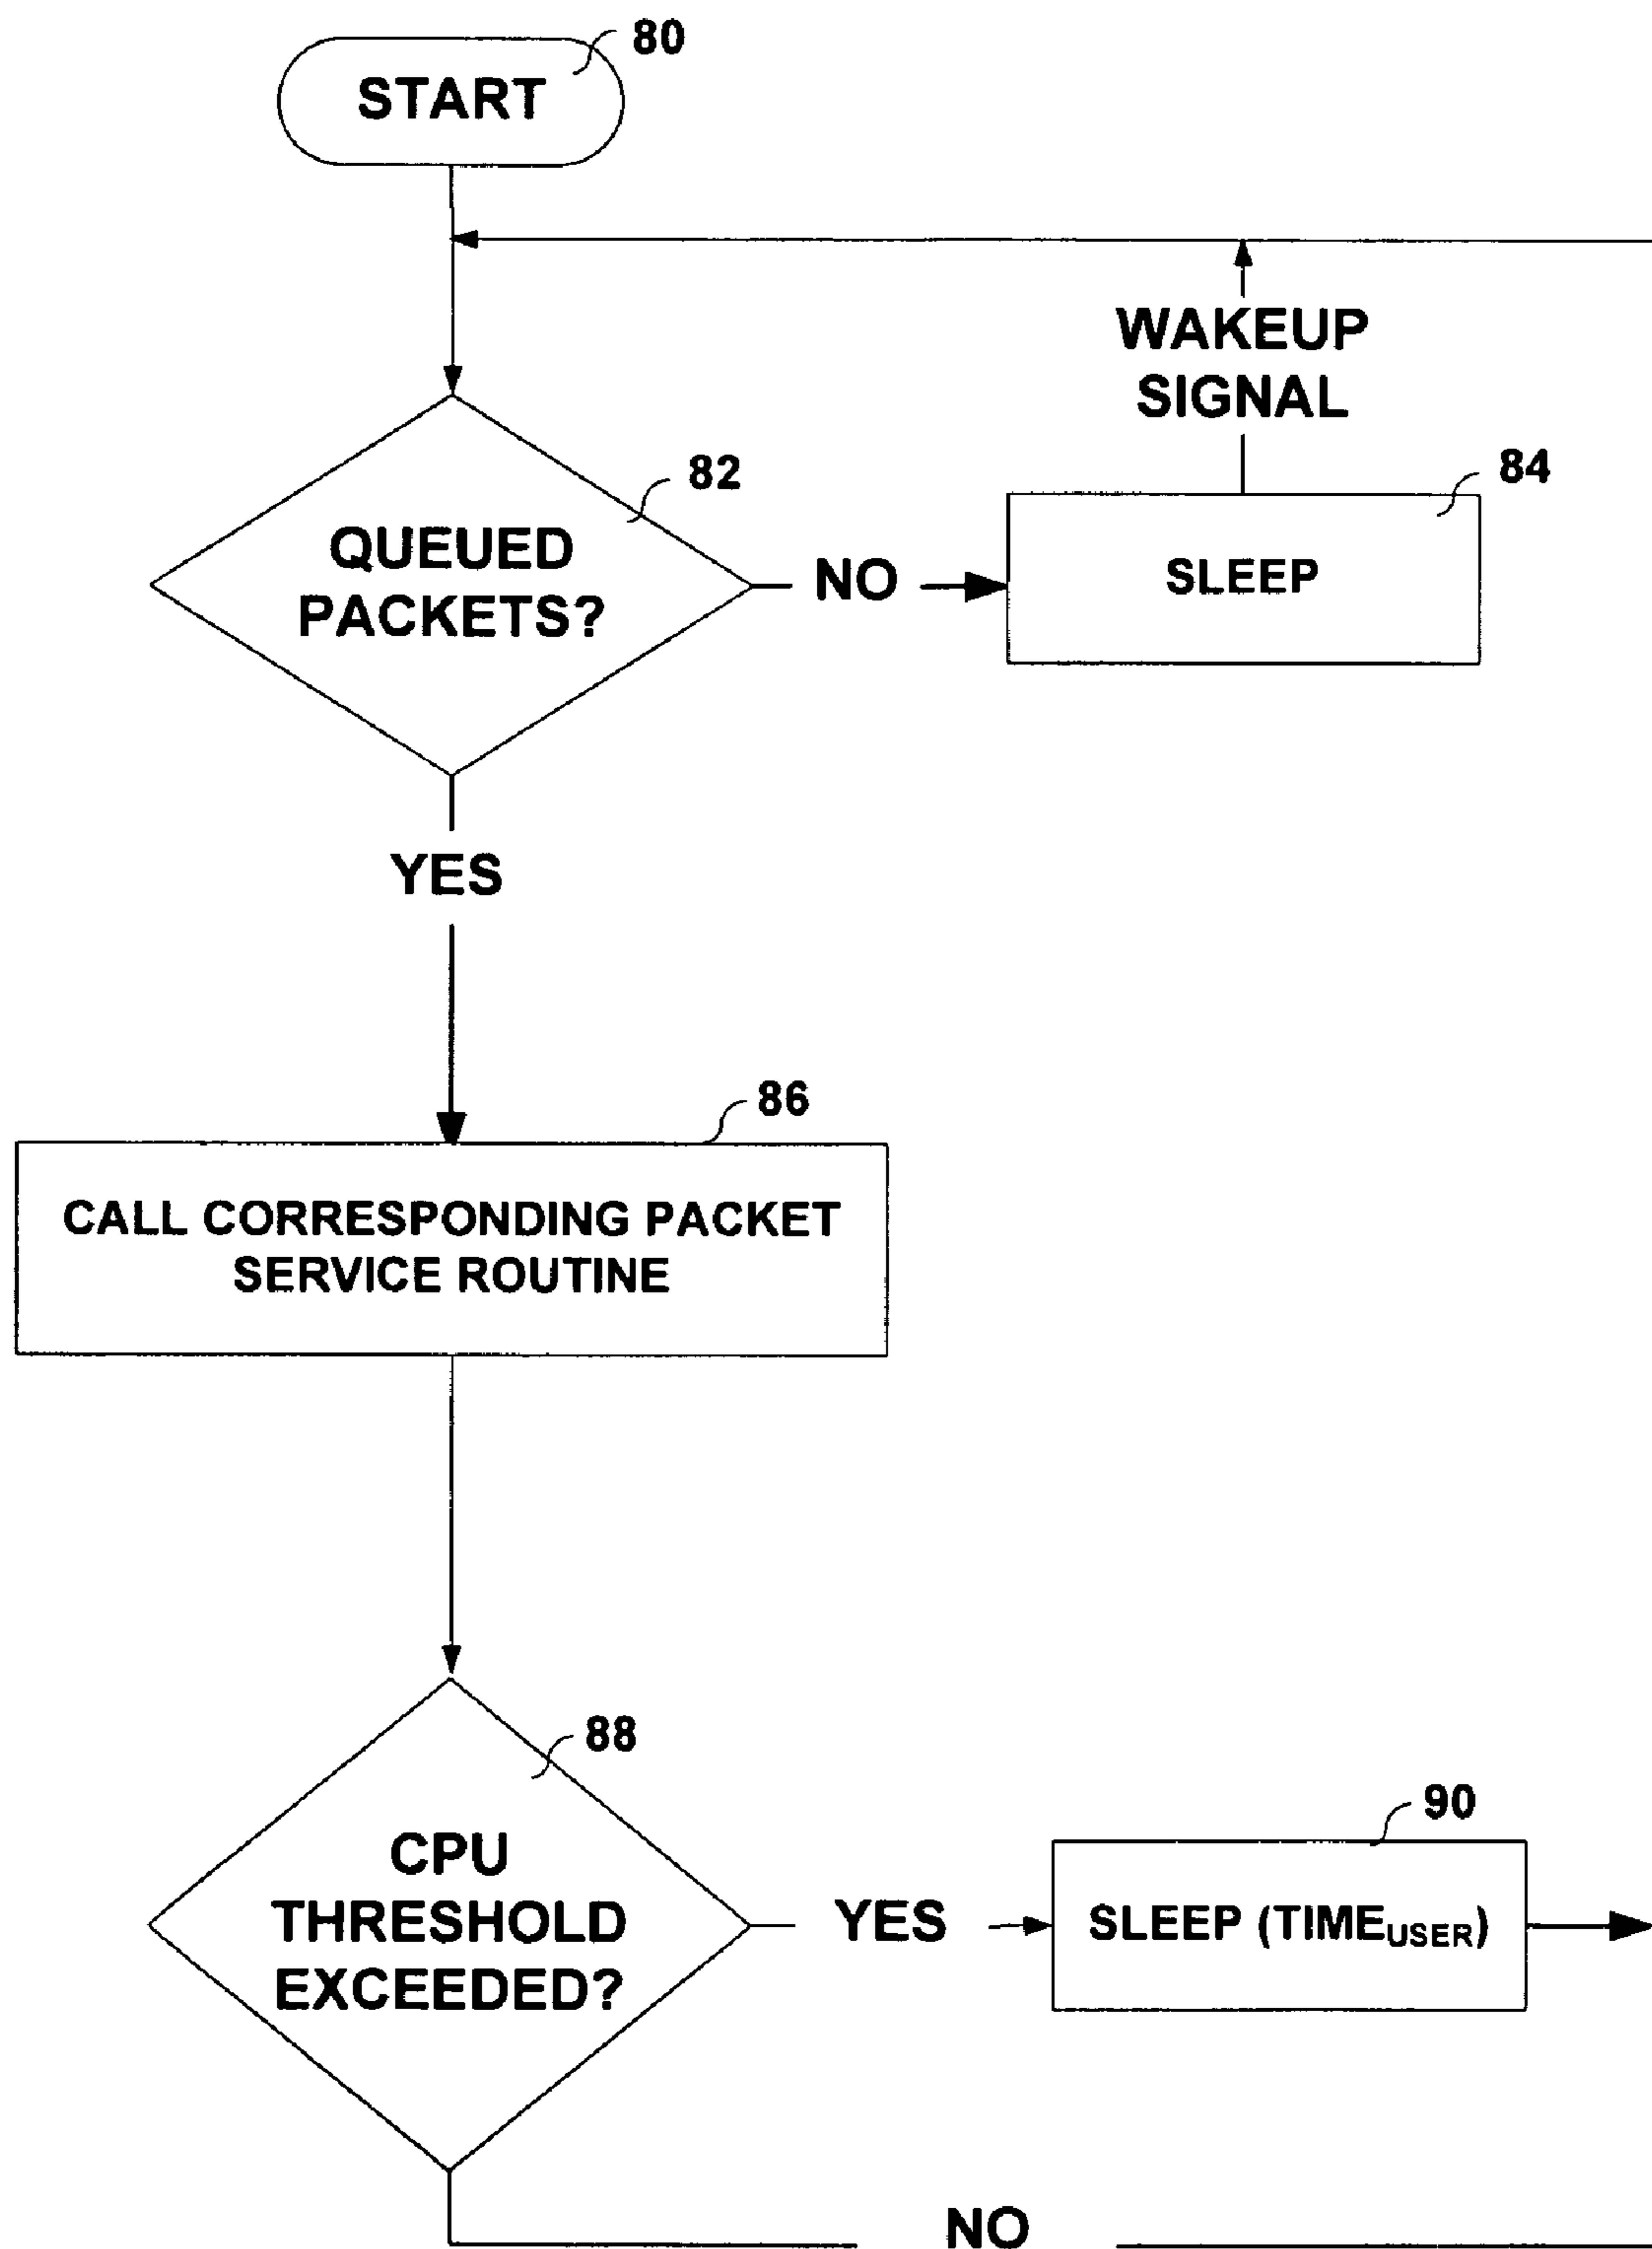 80
START
WAKEUP
SIGNAL
82
84
QUEUED
PACKETS?
NO
SLEEP
YES
86
CALL CORRESPONDING PACKET
SERVICE ROUTINE
88
90
CPU
THRESHOLD
EXCEEDED?
YES
SLEEP (TIMEUSER)
NO